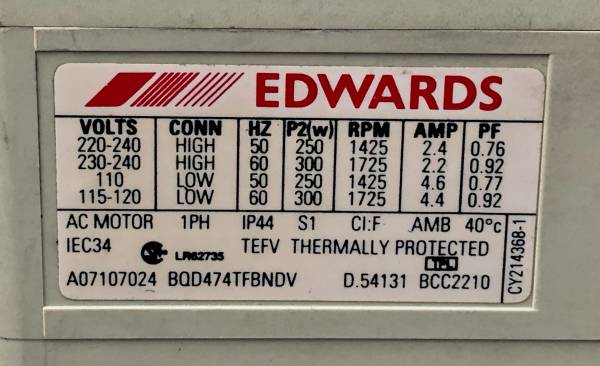 EDWARDS
VOLTS CONN HZ P2(w) RPM AMP PF
220-240 HIGH 50 250 1425 2.4 0.76
230-240 HIGH 60 300 1725 2.2 0.92
110 LOW 50 250 1425 4.6 0.77
115-120 LOW 60 300 1725 4.4 0.92
AC MOTOR 1PH IP44 S1 CI:F AMB 40°c
IEC34 LR62735 TEFV THERMALLY PROTECTED
TPL
A07107024 BQD474TFBNDV D.54131 BCC2210
CY214368-1